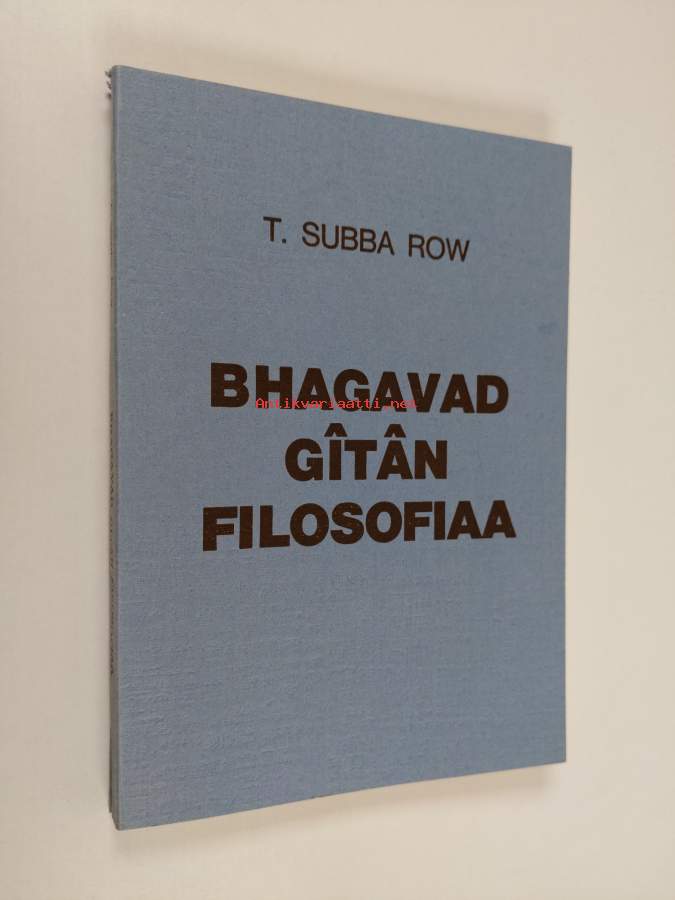 T. SUBBA ROW
BHAGAVAD
Antikvariaatti.net
GÎTÂN
FILOSOFIAA